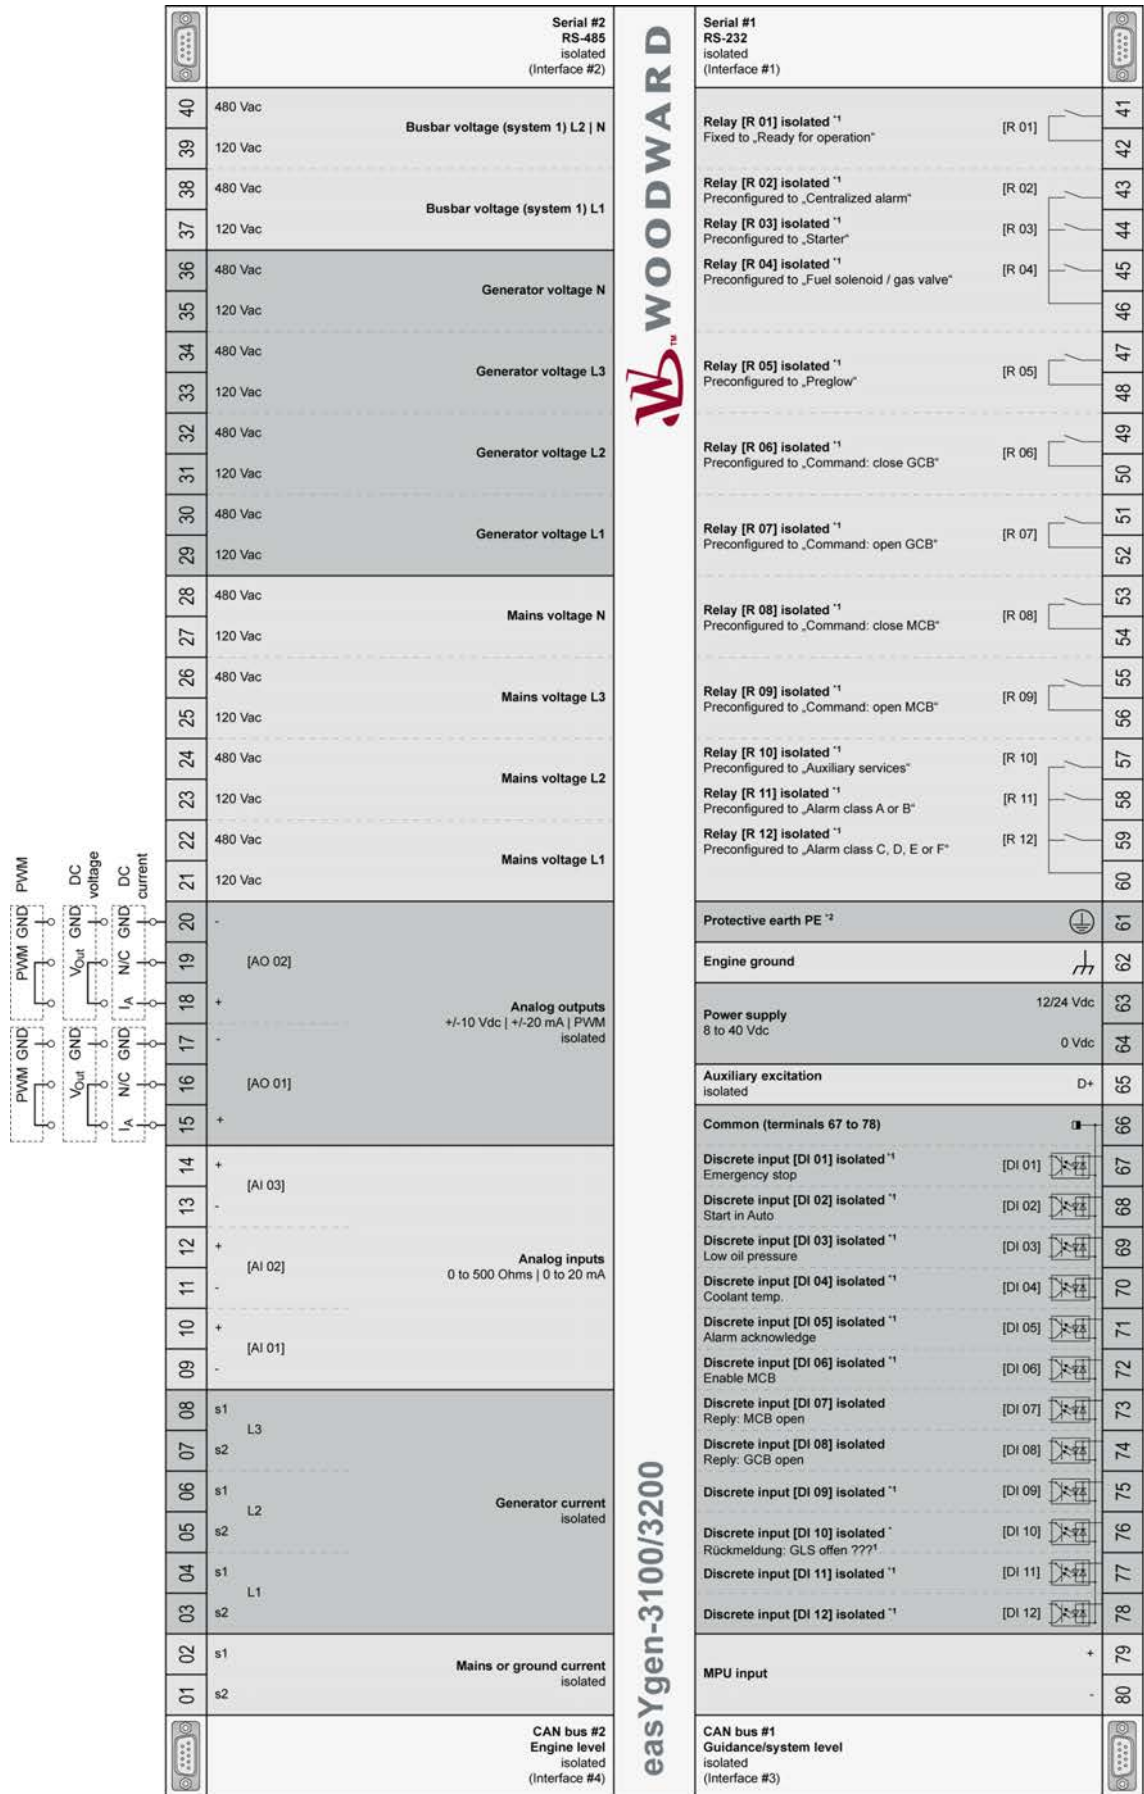 Serial #2
RS-485
isolated
(Interface #2)
40
480 Vac
Busbar voltage (system 1) L2 | N
39
120 Vac
38
480 Vac
Busbar voltage (system 1) L1
37
120 Vac
36
480 Vac
Generator voltage N
35
120 Vac
34
480 Vac
Generator voltage L3
33
120 Vac
32
480 Vac
Generator voltage L2
31
120 Vac
30
480 Vac
Generator voltage L1
29
120 Vac
28
480 Vac
Mains voltage N
27
120 Vac
26
480 Vac
Mains voltage L3
25
120 Vac
24
480 Vac
Mains voltage L2
23
120 Vac
22
480 Vac
Mains voltage L1
21
120 Vac
PWM
DC voltage
DC current
20
-
19
[AO 02]
18
+
Analog outputs
+/-10 Vdc | +/-20 mA | PWM
isolated
17
-
16
[AO 01]
15
+
PWM GND
VOut GND
IA N/C GND
PWM GND
VOut GND
IA N/C GND
14
+
[AI 03]
13
-
12
+
[AI 02]
Analog inputs
0 to 500 Ohms | 0 to 20 mA
11
-
10
+
[AI 01]
09
-
08
s1
L3
07
s2
06
s1
L2
Generator current
isolated
05
s2
04
s1
L1
03
s2
02
s1
Mains or ground current
isolated
01
s2
CAN bus #2
Engine level
isolated
(Interface #4)
WOODWARD
W
TM
easYgen-3100/3200
Serial #1
RS-232
isolated
(Interface #1)
Relay [R 01] isolated *1
Fixed to „Ready for operation“
[R 01]
41
42
Relay [R 02] isolated *1
Preconfigured to „Centralized alarm“
[R 02]
43
Relay [R 03] isolated *1
Preconfigured to „Starter“
[R 03]
44
Relay [R 04] isolated *1
Preconfigured to „Fuel solenoid / gas valve“
[R 04]
45
46
Relay [R 05] isolated *1
Preconfigured to „Preglow“
[R 05]
47
48
Relay [R 06] isolated *1
Preconfigured to „Command: close GCB“
[R 06]
49
50
Relay [R 07] isolated *1
Preconfigured to „Command: open GCB“
[R 07]
51
52
Relay [R 08] isolated *1
Preconfigured to „Command: close MCB“
[R 08]
53
54
Relay [R 09] isolated *1
Preconfigured to „Command: open MCB“
[R 09]
55
56
Relay [R 10] isolated *1
Preconfigured to „Auxiliary services“
[R 10]
57
Relay [R 11] isolated *1
Preconfigured to „Alarm class A or B“
[R 11]
58
Relay [R 12] isolated *1
Preconfigured to „Alarm class C, D, E or F“
[R 12]
59
60
Protective earth PE *2
61
Engine ground
62
Power supply
8 to 40 Vdc
12/24 Vdc
63
0 Vdc
64
Auxiliary excitation
isolated
D+
65
Common (terminals 67 to 78)
66
Discrete input [DI 01] isolated *1
Emergency stop
[DI 01]
67
Discrete input [DI 02] isolated *1
Start in Auto
[DI 02]
68
Discrete input [DI 03] isolated *1
Low oil pressure
[DI 03]
69
Discrete input [DI 04] isolated *1
Coolant temp.
[DI 04]
70
Discrete input [DI 05] isolated *1
Alarm acknowledge
[DI 05]
71
Discrete input [DI 06] isolated *1
Enable MCB
[DI 06]
72
Discrete input [DI 07] isolated
Reply: MCB open
[DI 07]
73
Discrete input [DI 08] isolated
Reply: GCB open
[DI 08]
74
Discrete input [DI 09] isolated *1
[DI 09]
75
Discrete input [DI 10] isolated *
Rückmeldung: GLS offen ???1
[DI 10]
76
Discrete input [DI 11] isolated *1
[DI 11]
77
Discrete input [DI 12] isolated *1
[DI 12]
78
MPU input
+
79
-
80
CAN bus #1
Guidance/system level
isolated
(Interface #3)